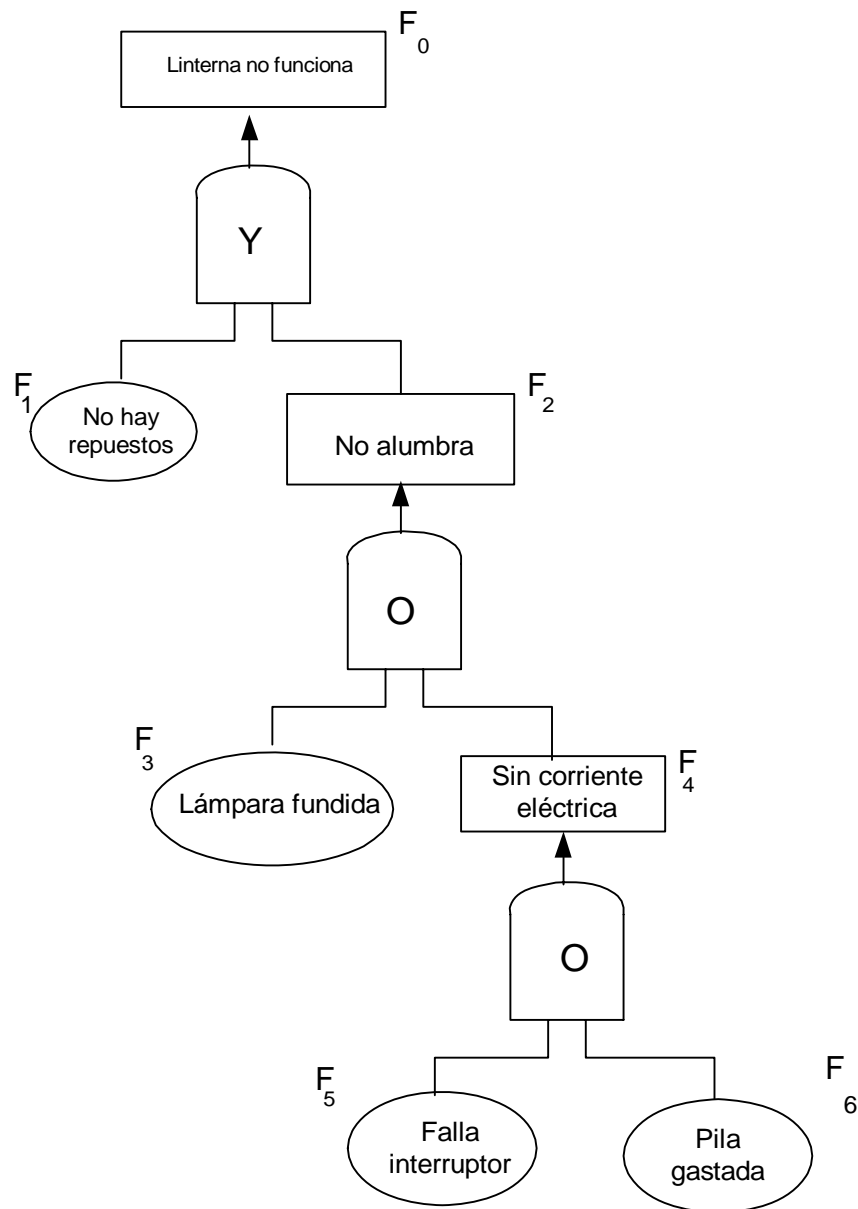 F0
Linterna no funciona
Y
F1
No hay
repuestos
F2
No alumbra
O
F3
Lámpara fundida
Sin corriente
eléctrica
F4
O
F5
Falla
interruptor
Pila
gastada
F6